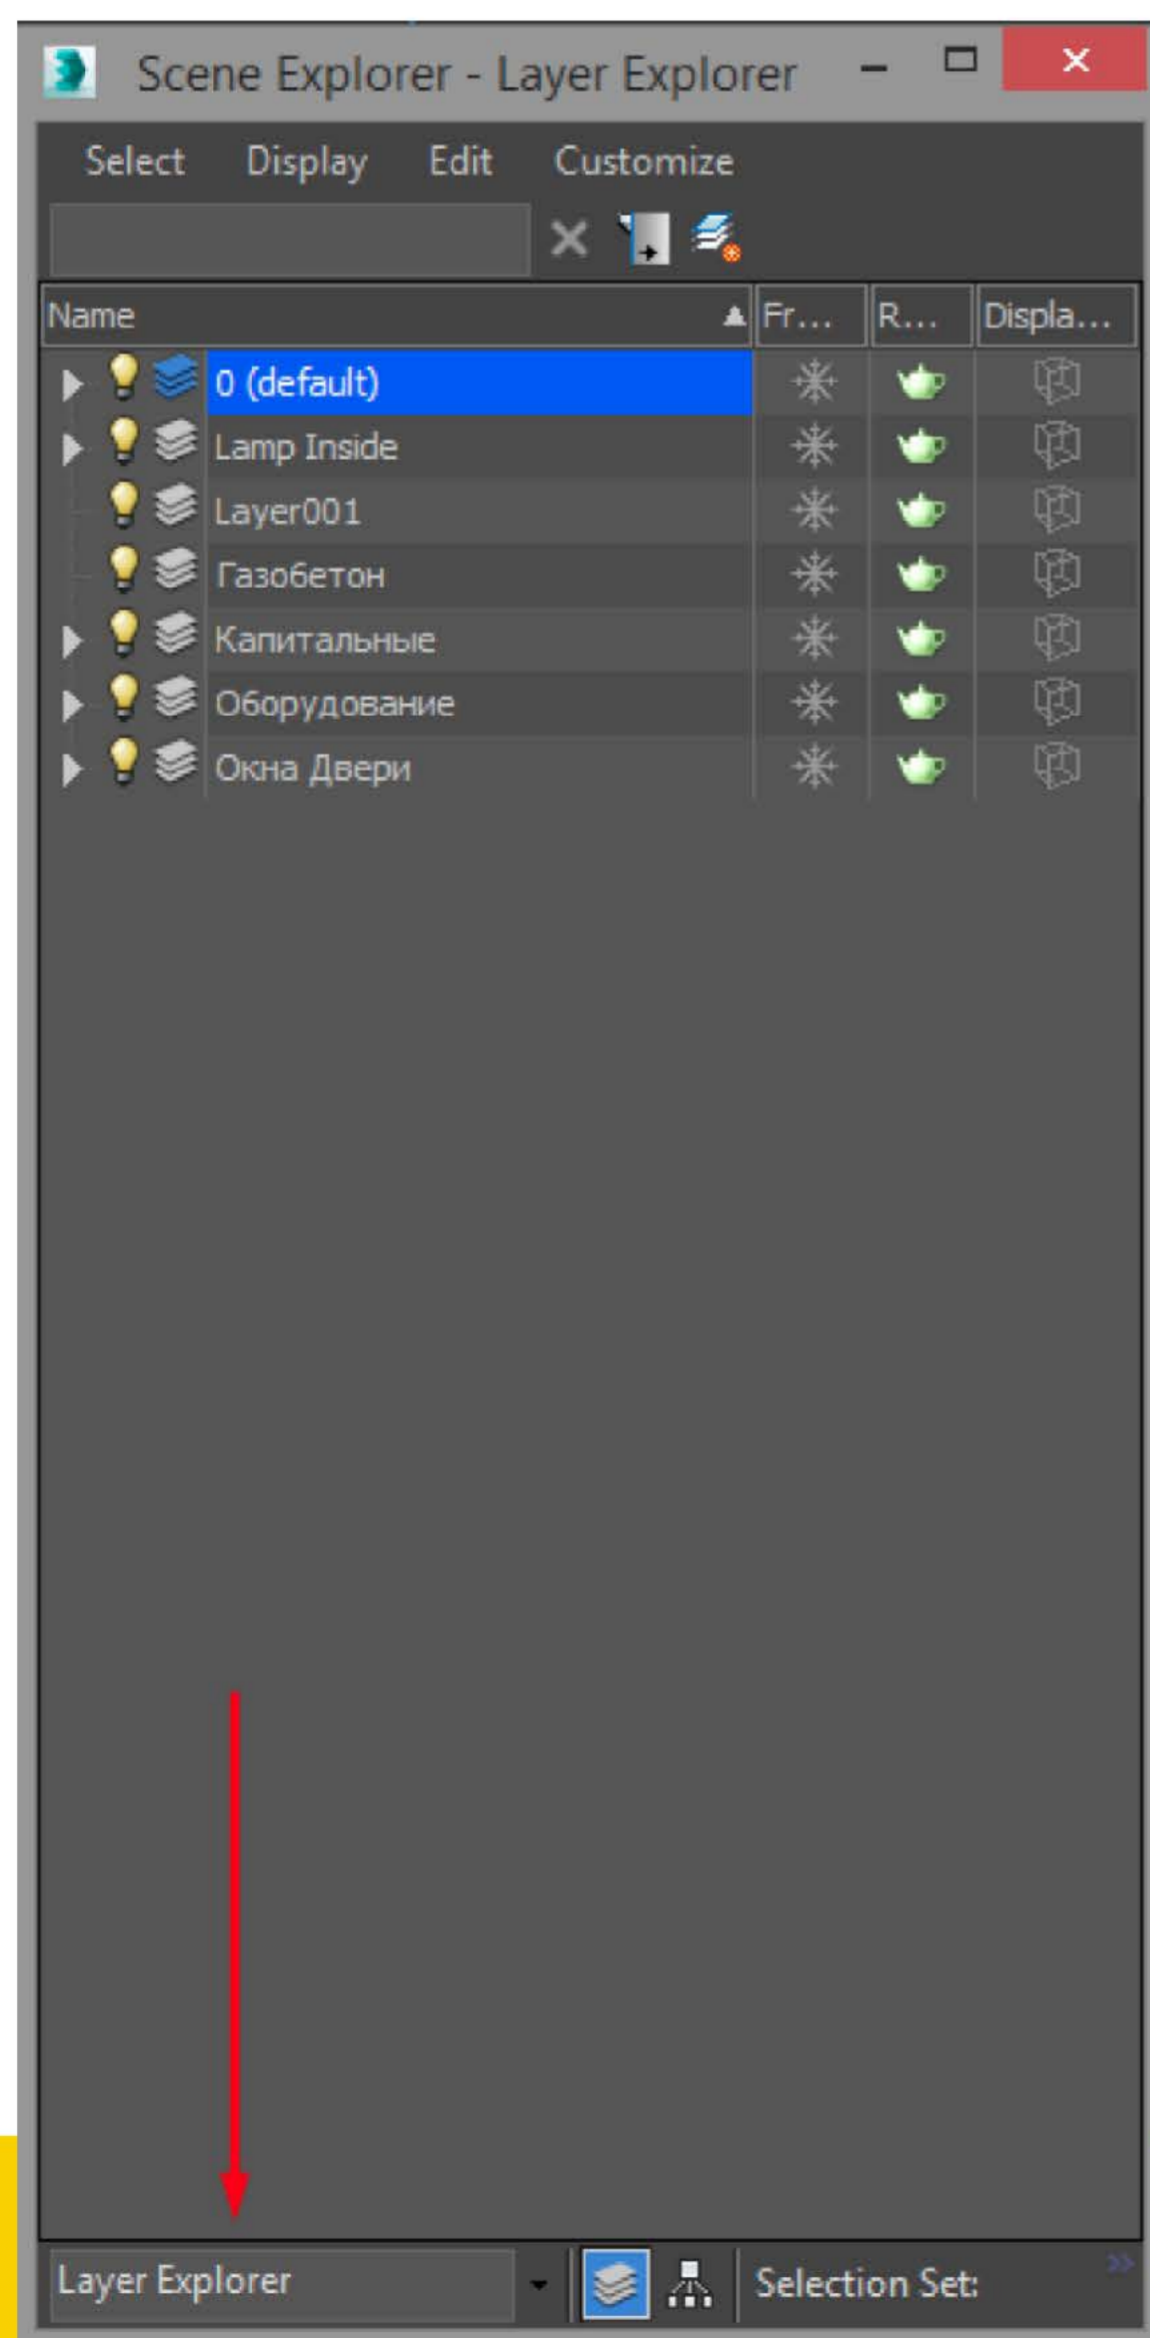 Scene Explorer - Layer Explorer
Select Display Edit Customize
Name Fr... R... Displa...
0 (default)
Lamp Inside
Layer001
Газобетон
Капитальные
Оборудование
Окна Двери
Layer Explorer Selection Set: